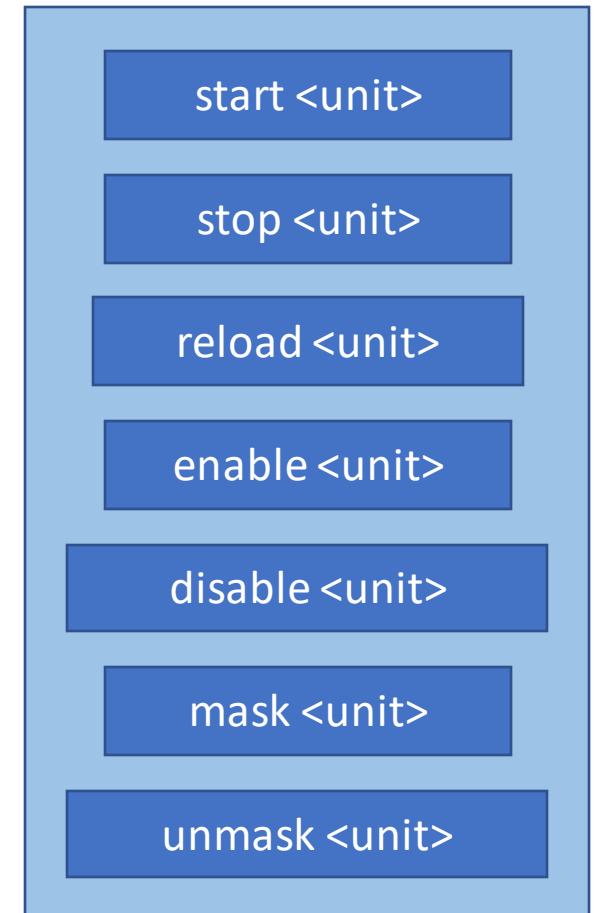 start <unit>
stop <unit>
reload <unit>
enable <unit>
disable <unit>
mask <unit>
unmask <unit>